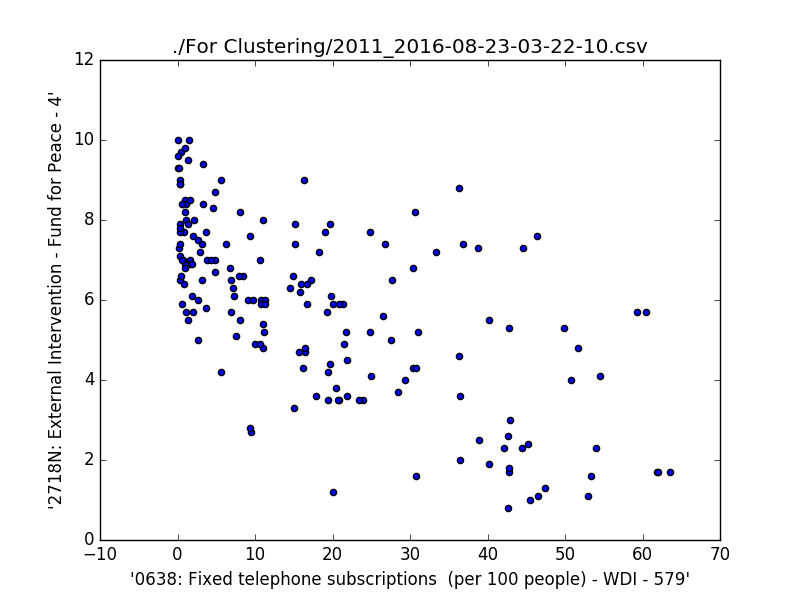 ./For Clustering/2011_2016-08-23-03-22-10.csv
12
10
8
6
4
2
0
'2718N: External Intervention - Fund for Peace - 4'
−10 0 10 20 30 40 50 60 70
'0638: Fixed telephone subscriptions  (per 100 people) - WDI - 579'